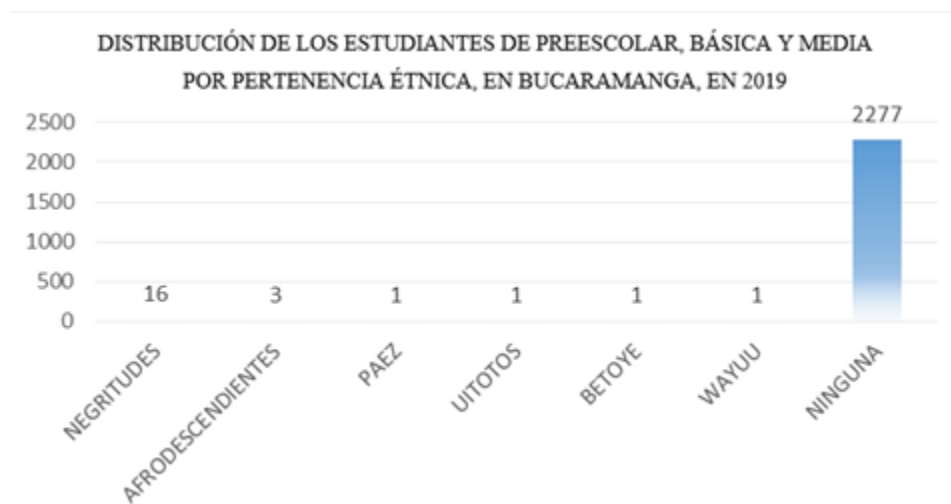 DISTRIBUCIÓN DE LOS ESTUDIANTES DE PREESCOLAR, BÁSICA Y MEDIA
POR PERTENENCIA ÉTNICA, EN BUCARAMANGA, EN 2019
2277
2500
2000
1500
1000
500
0
16
3
1
1
1
1
NEGRITUDES
AFRODESCENDIENTES
PAEZ
UITOTOS
BETOYE
WAYUU
NINGUNA